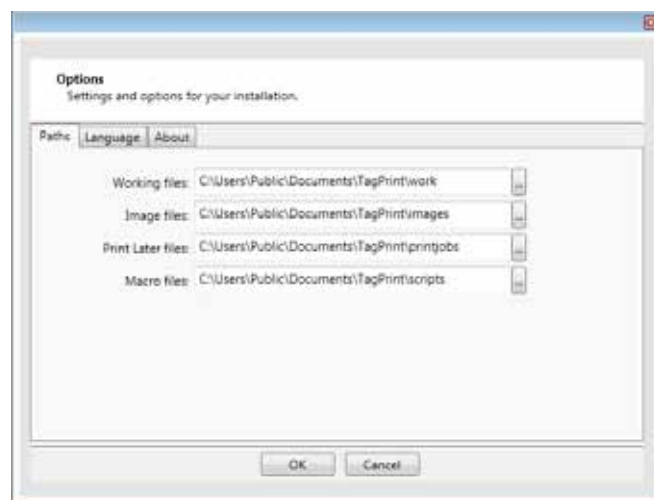 Options
Settings and options for your installation.
Paths Language About
Working files: C:\Users\Public\Documents\TagPrint\work ...
Image files: C:\Users\Public\Documents\TagPrint\images ...
Print Later files: C:\Users\Public\Documents\TagPrint\printjobs ...
Macro files: C:\Users\Public\Documents\TagPrint\scripts ...
OK Cancel